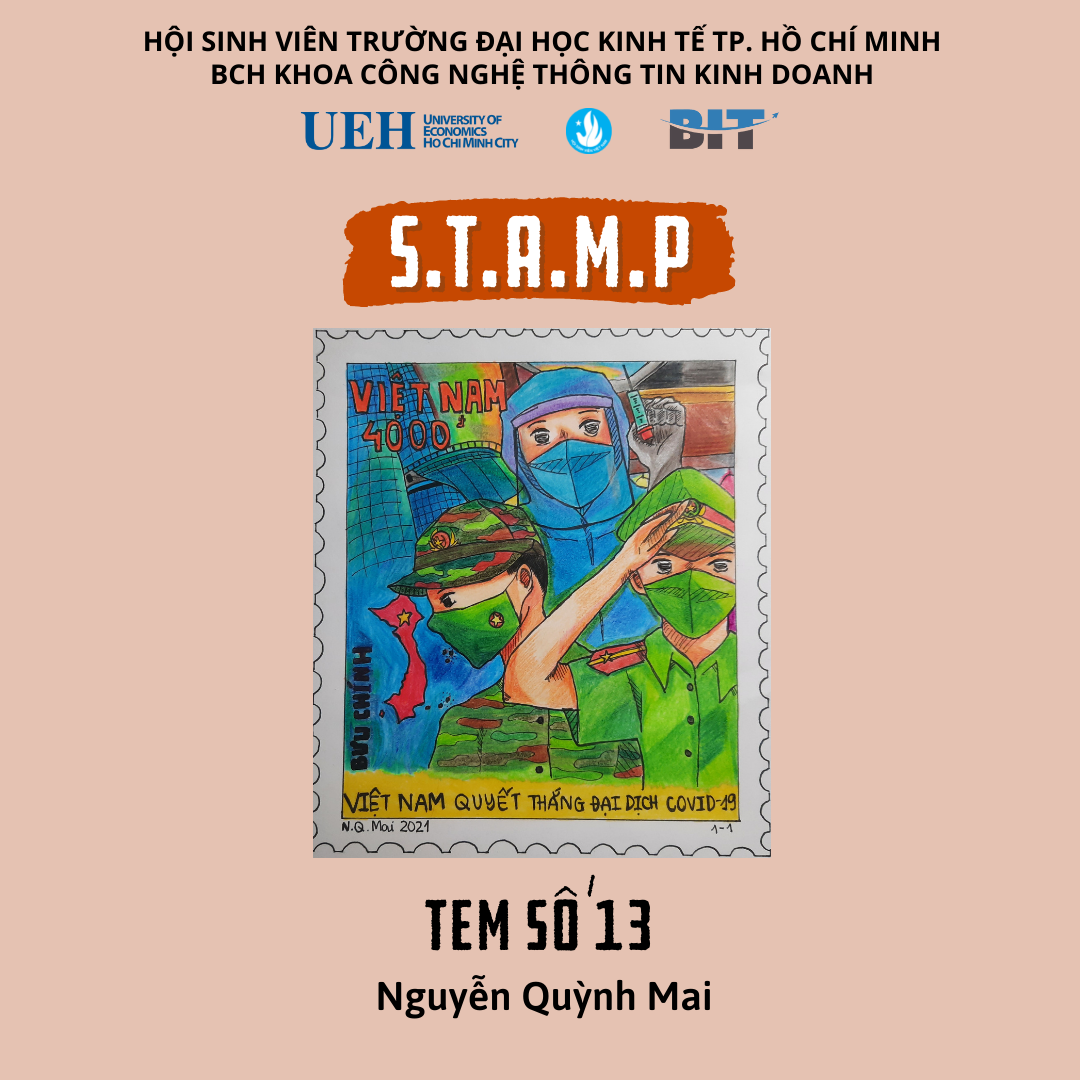 HỘI SINH VIÊN TRƯỜNG ĐẠI HỌC KINH TẾ TP. HỒ CHÍ MINH
BCH KHOA CÔNG NGHỆ THÔNG TIN KINH DOANH
UEH UNIVERSITY OF
ECONOMICS
HO CHI MINH CITY
BIT
S.T.A.M.P
VIỆT NAM
4000đ
BƯU CHÍNH
VIỆT NAM QUYẾT THẮNG ĐẠI DỊCH COVID-19
N.Q. Mai 2021
1-1
TEM SỐ 13
Nguyễn Quỳnh Mai